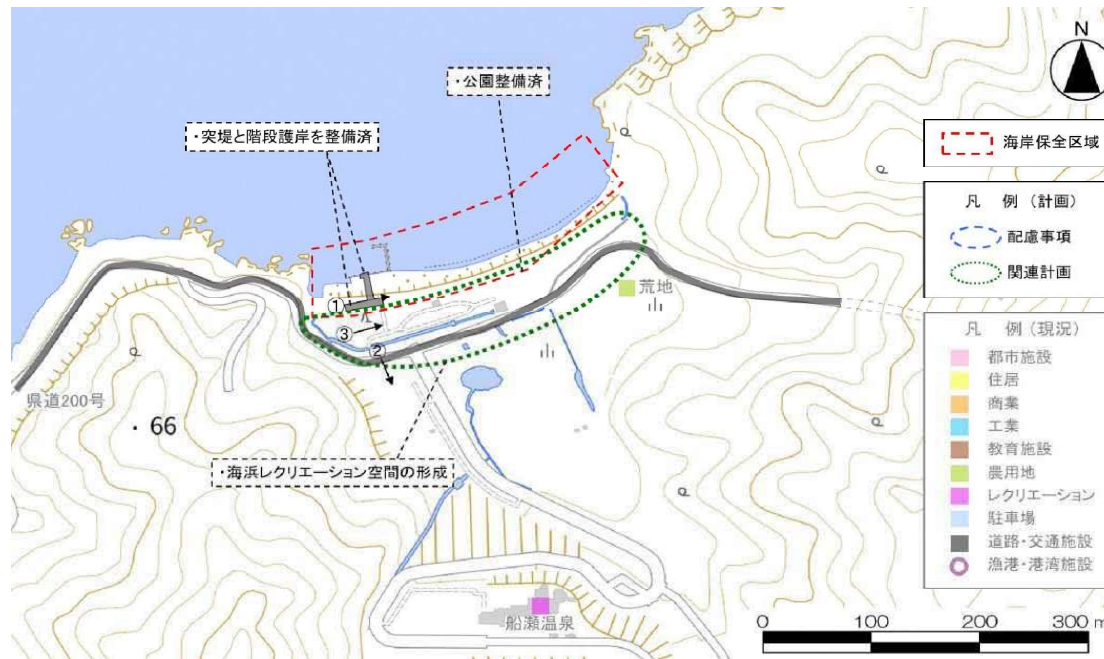 ・公園整備済
・突堤と階段護岸を整備済
N
海岸保全区域
凡 例 (計画)
配慮事項
関連計画
①
③
②
荒地
県道200号
・66
・海浜レクリエーション空間の形成
凡 例 (現況)
都市施設
住居
商業
工業
教育施設
農用地
レクリエーション
駐車場
道路・交通施設
漁港・港湾施設
船瀬温泉
0 100 200 300 m